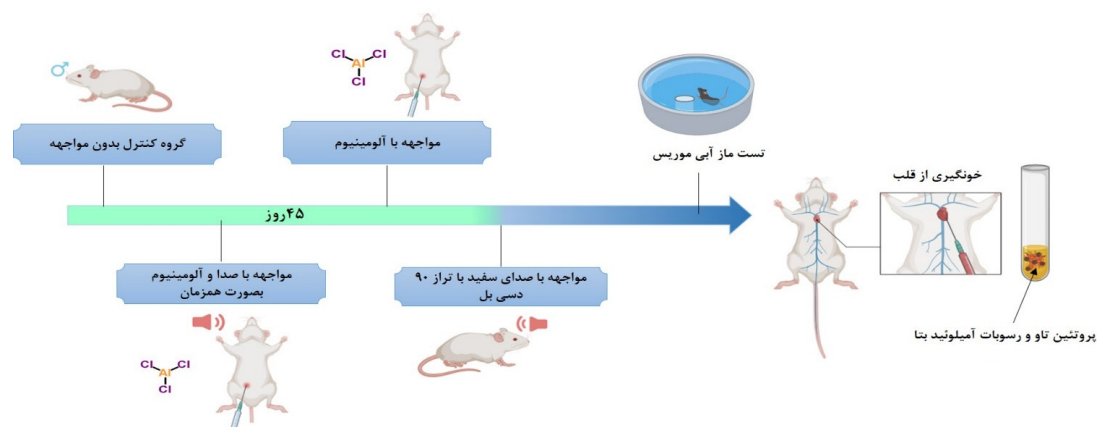 Cl
Cl
Al
Cl
گروه کنترل بدون مواجهه
مواجهه با آلومینیوم
تست ماز آبی موریس
خونگیری از قلب
۴۵روز
مواجهه با صدا و آلومینیوم
بصورت همزمان
مواجهه با صدای سفید با تراز ۹۰
دسی بل
Cl
Cl
Al
Cl
پروتئین تاو و رسوبات آمیلوئید بتا